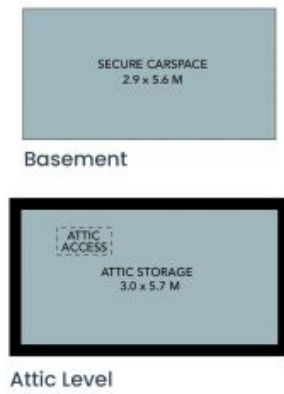 SECURE CARSPACE
2.9 x 5.6 M
Basement
ATTIC
ACCESS
ATTIC STORAGE
3.0 x 5.7 M
Attic Level